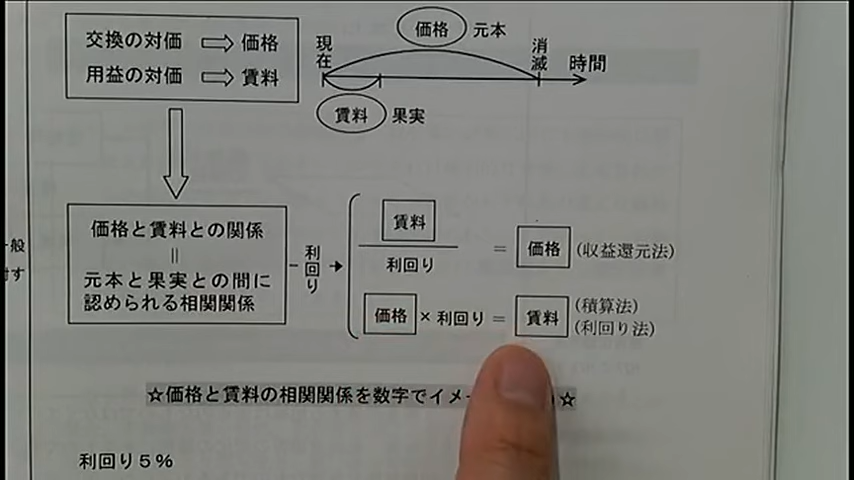 交換の対価 ⇨ 価格
用益の対価 ⇨ 賃料
価格 元本
現在
消滅
時間
賃料 果実
価格と賃料との関係
॥
元本と果実との間に
認められる相関関係
利回り
賃料
利回り
= 価格 (収益還元法)
価格 × 利回り = 賃料 (積算法)
(利回り法)
般
対す
☆価格と賃料の相関関係を数字でイメー
☆
利回り5%